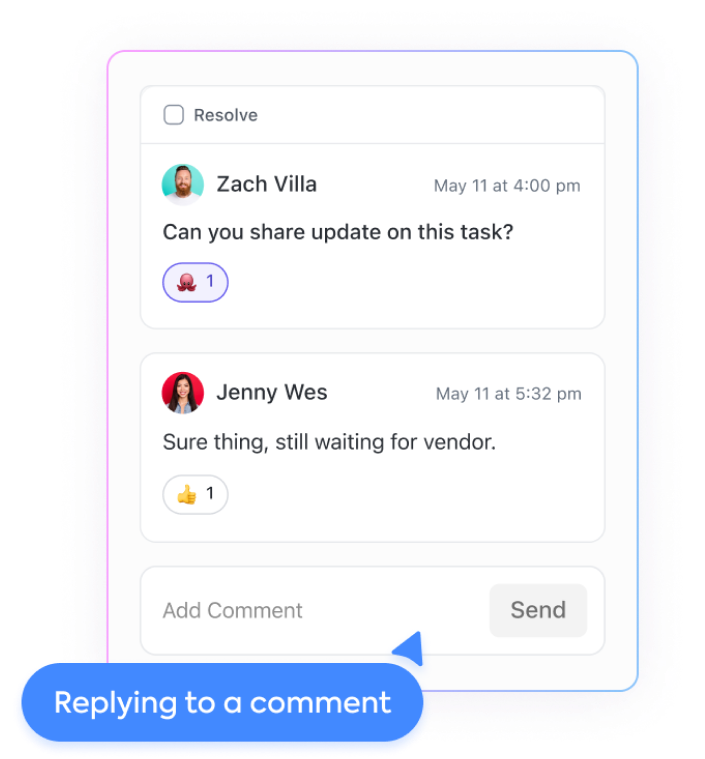 Resolve
Zach Villa
May 11 at 4:00 pm
Can you share update on this task?
1
Jenny Wes
May 11 at 5:32 pm
Sure thing, still waiting for vendor.
1
Add Comment
Send
Replying to a comment